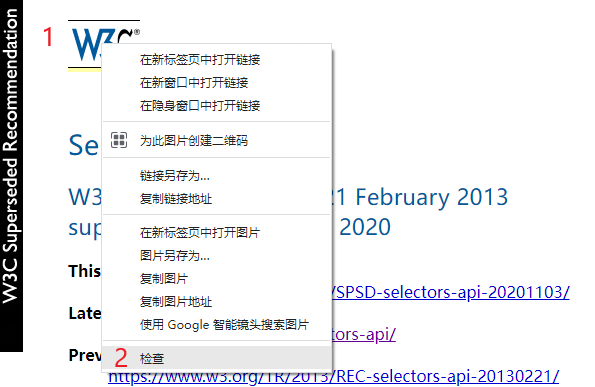 W3C Superseded Recommendation
1
W3C®
在新标签页中打开链接
在新窗口中打开链接
在隐身窗口中打开链接
为此图片创建二维码
Se
链接另存为...
复制链接地址
W3 21 February 2013
sup 2020
在新标签页中打开图片
图片另存为...
This
复制图片
/SPSD-selectors-api-20201103/
复制图片地址
Late
使用 Google 智能镜头搜索图片
tors-api/
Prev
2 检查
https://www.w3.org/TR/2013/REC-selectors-api-20130221/